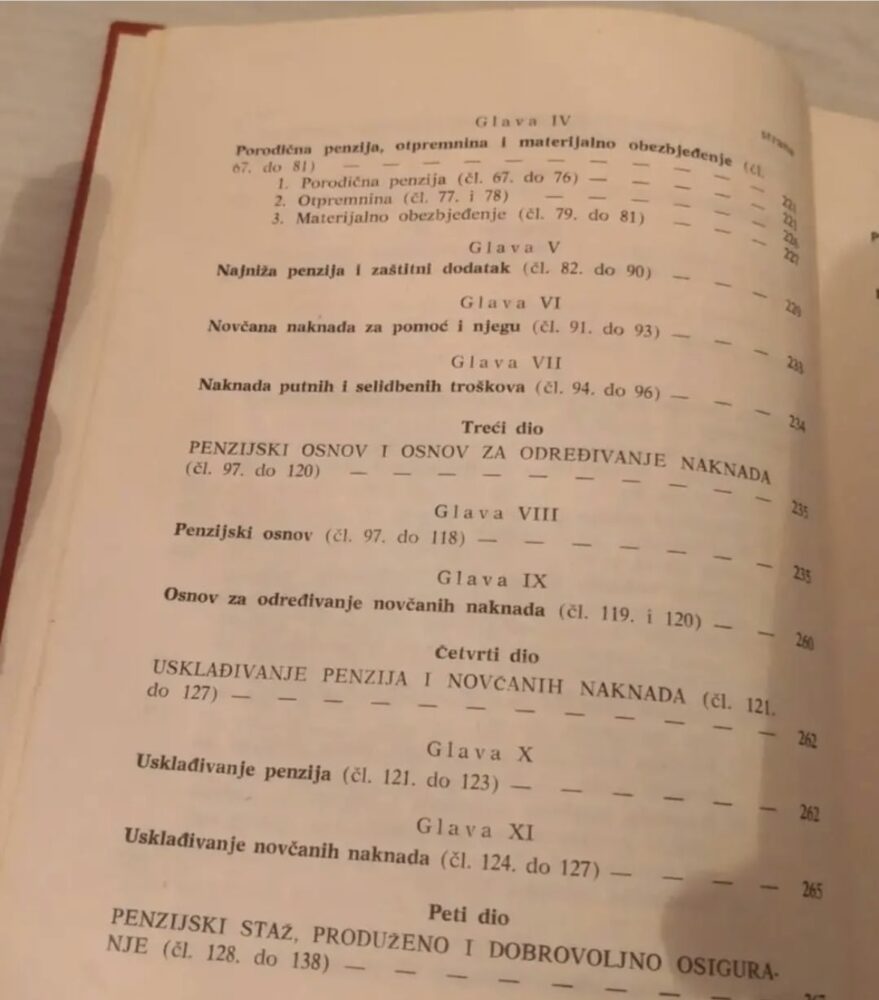 Glava IV
strana
Porodična penzija, otpremnina i materijalno obezbjeđenje (čl.
67. do 81) — — — — — — — — — — 221
1. Porodična penzija (čl. 67. do 76) — — — — — 221
2. Otpremnina (čl. 77. i 78) — — — — — — 226
3. Materijalno obezbjeđenje (čl. 79. do 81) — — — 227
Glava V
Najniža penzija i zaštitni dodatak (čl. 82. do 90) — — — 229
Glava VI
Novčana naknada za pomoć i njegu (čl. 91. do 93) — — — 233
Glava VII
Naknada putnih i selidbenih troškova (čl. 94. do 96) — — — 234
Treći dio
PENZIJSKI OSNOV I OSNOV ZA ODREĐIVANJE NAKNADA
(čl. 97. do 120) — — — — — — — — — — 235
Glava VIII
Penzijski osnov (čl. 97. do 118) — — — — — — — 235
Glava IX
Osnov za određivanje novčanih naknada (čl. 119. i 120) — — 260
Četvrti dio
USKLAĐIVANJE PENZIJA I NOVČANIH NAKNADA (čl. 121.
do 127) — — — — — — — — — — — — 262
Glava X
Usklađivanje penzija (čl. 121. do 123) — — — — — — 262
Glava XI
Usklađivanje novčanih naknada (čl. 124. do 127) — — — — 265
Peti dio
PENZIJSKI STAŽ, PRODUŽENO I DOBROVOLJNO OSIGURA-
NJE (čl. 128. do 138) — — — — — — — — —